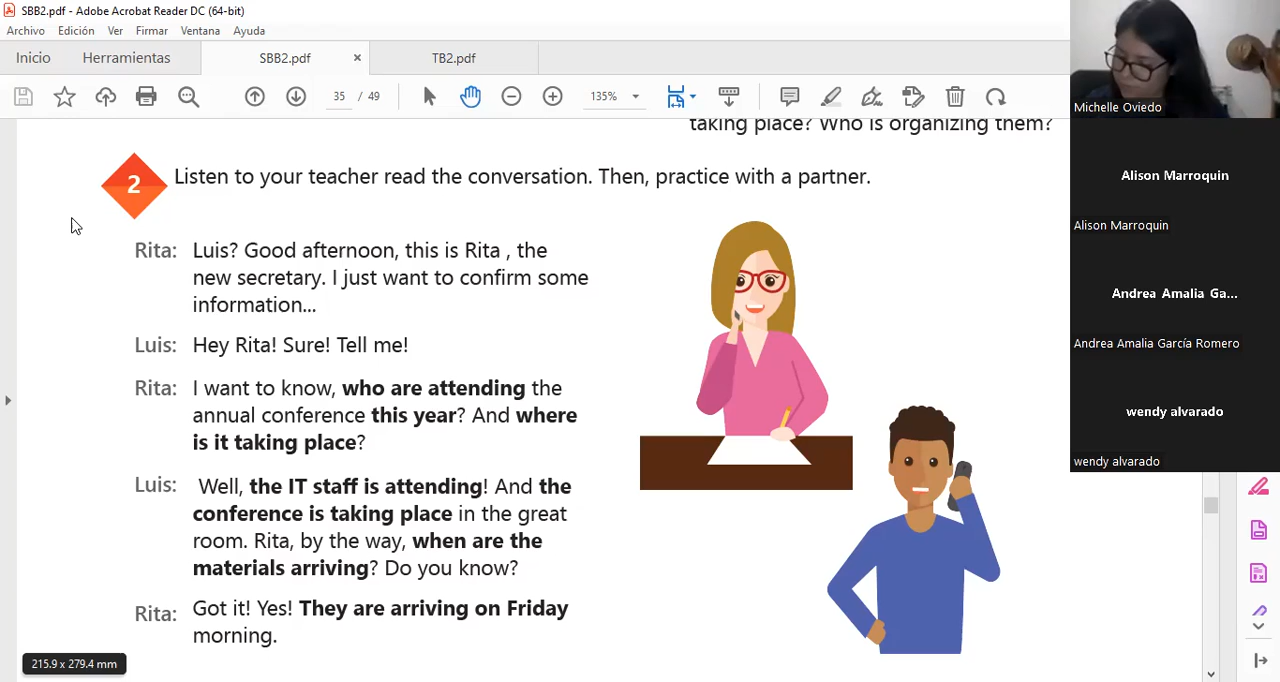 SBB2.pdf - Adobe Acrobat Reader DC (64-bit)
Archivo Edición Ver Firmar Ventana Ayuda
Inicio Herramientas SBB2.pdf × TB2.pdf
35 / 49 135%
taking place? Who is organizing them?
2 Listen to your teacher read the conversation. Then, practice with a partner.
Rita: Luis? Good afternoon, this is Rita , the
new secretary. I just want to confirm some
information...
Luis: Hey Rita! Sure! Tell me!
Rita: I want to know, who are attending the
annual conference this year? And where
is it taking place?
Luis: Well, the IT staff is attending! And the
conference is taking place in the great
room. Rita, by the way, when are the
materials arriving? Do you know?
Rita: Got it! Yes! They are arriving on Friday
morning.
215.9 x 279.4 mm
Michelle Oviedo
Alison Marroquin
Alison Marroquin
Andrea Amalia Ga...
Andrea Amalia García Romero
wendy alvarado
wendy alvarado